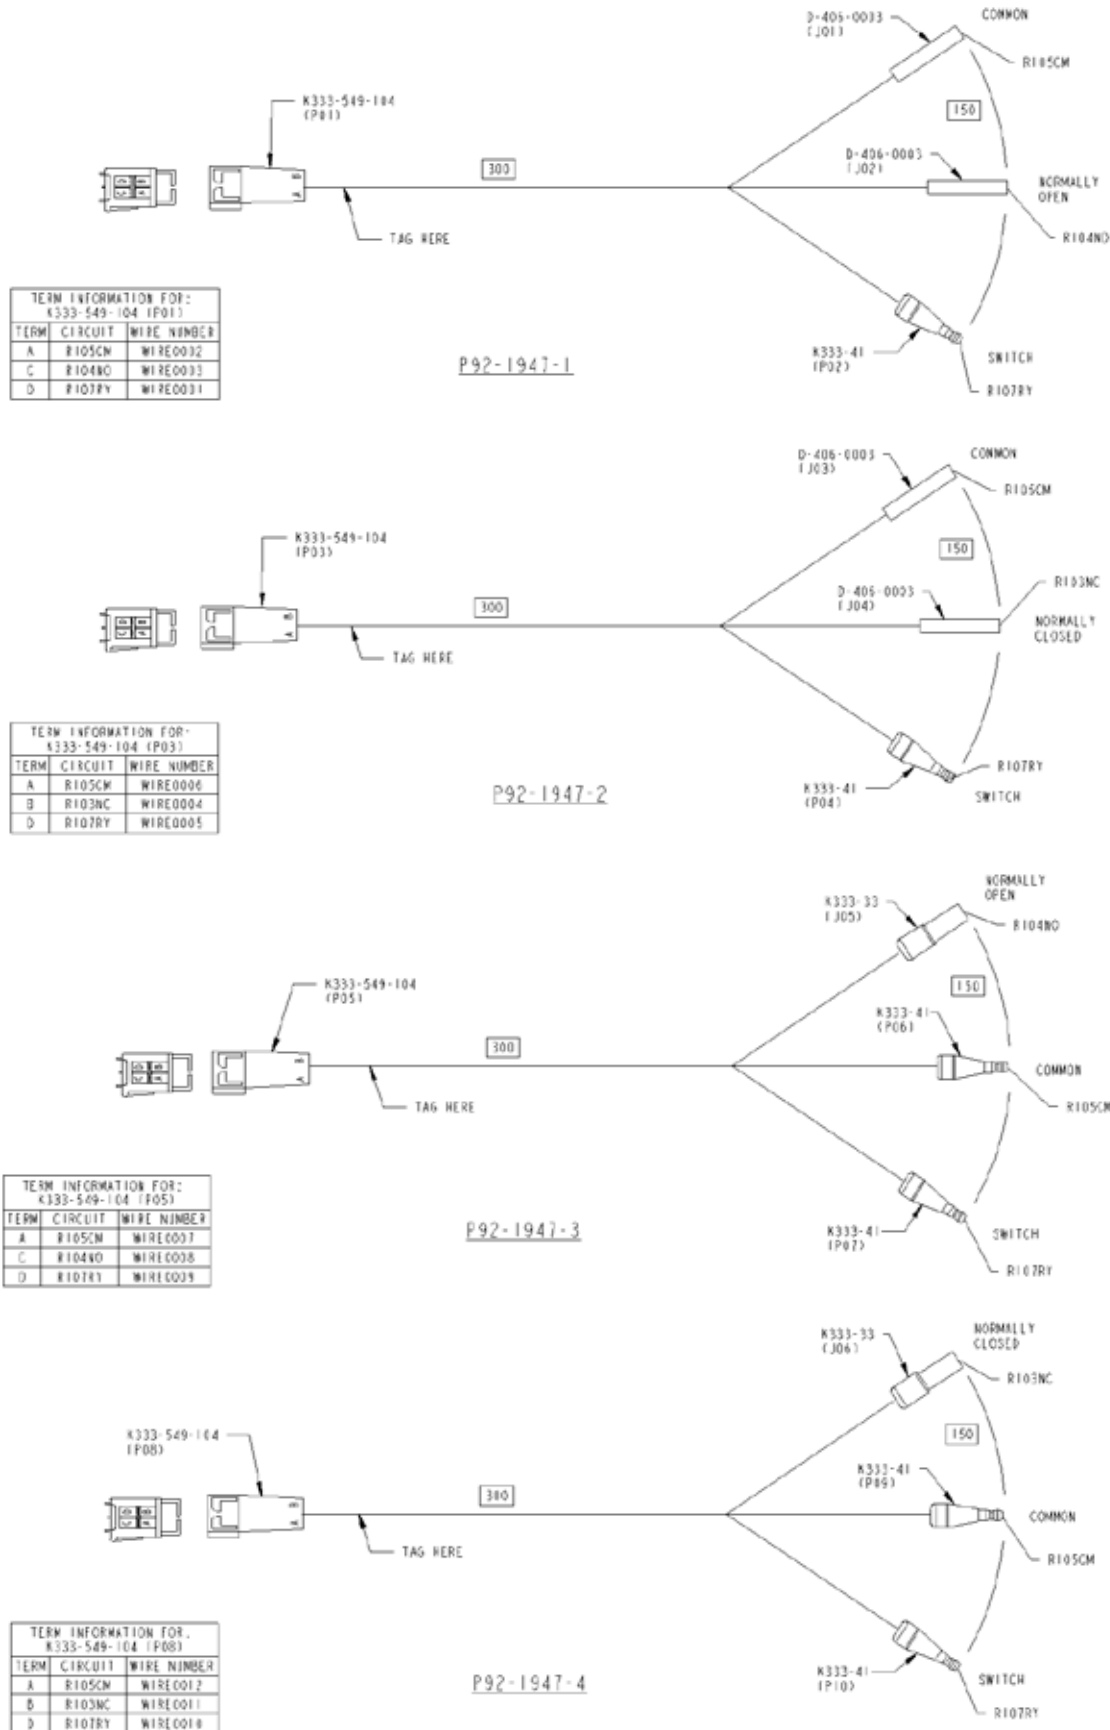 D-406-0003
(J01)
COMMON
R105CM
K333-549-104
(P01)
150
300
D-406-0003
(J02)
NORMALLY
OPEN
R104NO
TAG HERE
TERM INFORMATION FOR:
K333-549-104 (P01)
TERM CIRCUIT WIRE NUMBER
A R105CM WIRE0002
C R104NO WIRE0003
D R107RY WIRE0001
P92-1947-1
K333-41
(P02)
SWITCH
R107RY
D-406-0003
(J03)
COMMON
R105CM
K333-549-104
(P03)
150
300
D-406-0003
(J04)
R103NC
NORMALLY
CLOSED
TAG HERE
TERM INFORMATION FOR:
K333-549-104 (P03)
TERM CIRCUIT WIRE NUMBER
A R105CM WIRE0006
B R103NC WIRE0004
D R107RY WIRE0005
P92-1947-2
K333-41
(P04)
R107RY
SWITCH
NORMALLY
OPEN
K333-33
(J05)
R104NO
K333-549-104
(P05)
150
300
K333-41
(P06)
COMMON
R105CM
TAG HERE
TERM INFORMATION FOR:
K333-549-104 (P05)
TERM CIRCUIT WIRE NUMBER
A R105CM WIRE0007
C R104NO WIRE0008
D R107RY WIRE0009
P92-1947-3
K333-41
(P07)
SWITCH
R107RY
NORMALLY
CLOSED
K333-33
(J06)
R103NC
K333-549-104
(P08)
150
300
K333-41
(P09)
COMMON
R105CM
TAG HERE
TERM INFORMATION FOR:
K333-549-104 (P08)
TERM CIRCUIT WIRE NUMBER
A R105CM WIRE0012
B R103NC WIRE0011
D R107RY WIRE0010
P92-1947-4
K333-41
(P10)
SWITCH
R107RY